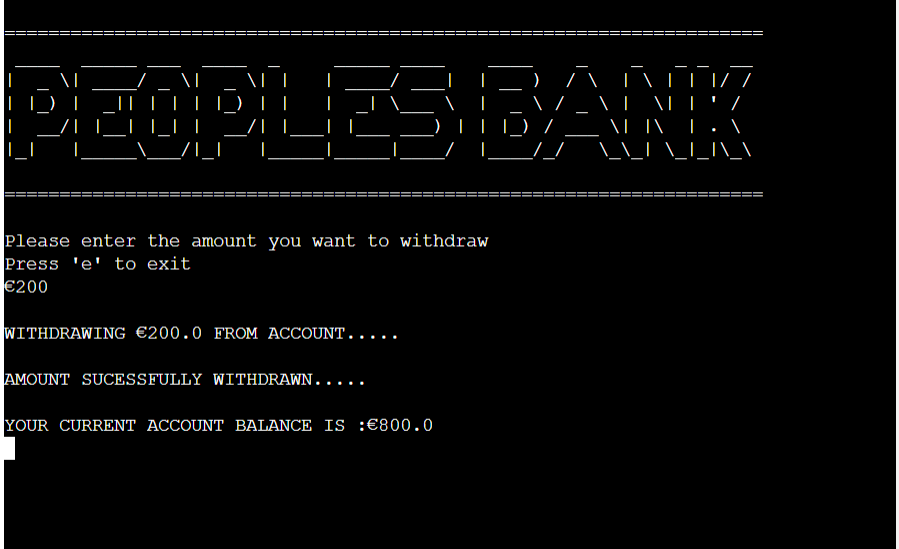 PEOPLES BANK
Please enter the amount you want to withdraw
Press 'e' to exit
€200
WITHDRAWING €200.0 FROM ACCOUNT.....
AMOUNT SUCESSFULLY WITHDRAWN.....
YOUR CURRENT ACCOUNT BALANCE IS :€800.0